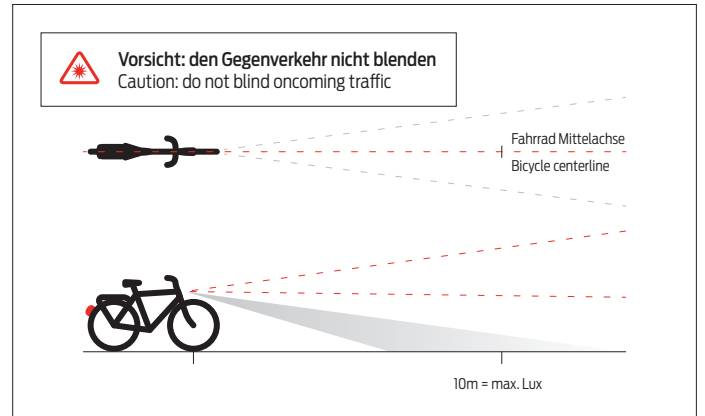 Vorsicht: den Gegenverkehr nicht blenden
Caution: do not blind oncoming traffic
Fahrrad Mittelachse
Bicycle centerline
10m = max. Lux